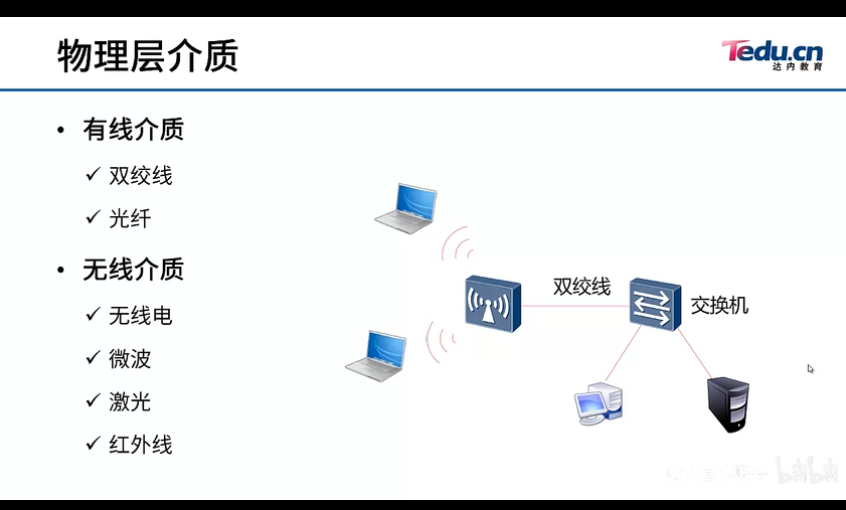 物理层介质
Tedu.cn
达内教育
• 有线介质
✓ 双绞线
✓ 光纤
• 无线介质
✓ 无线电
✓ 微波
✓ 激光
✓ 红外线
双绞线
交换机
bilibili